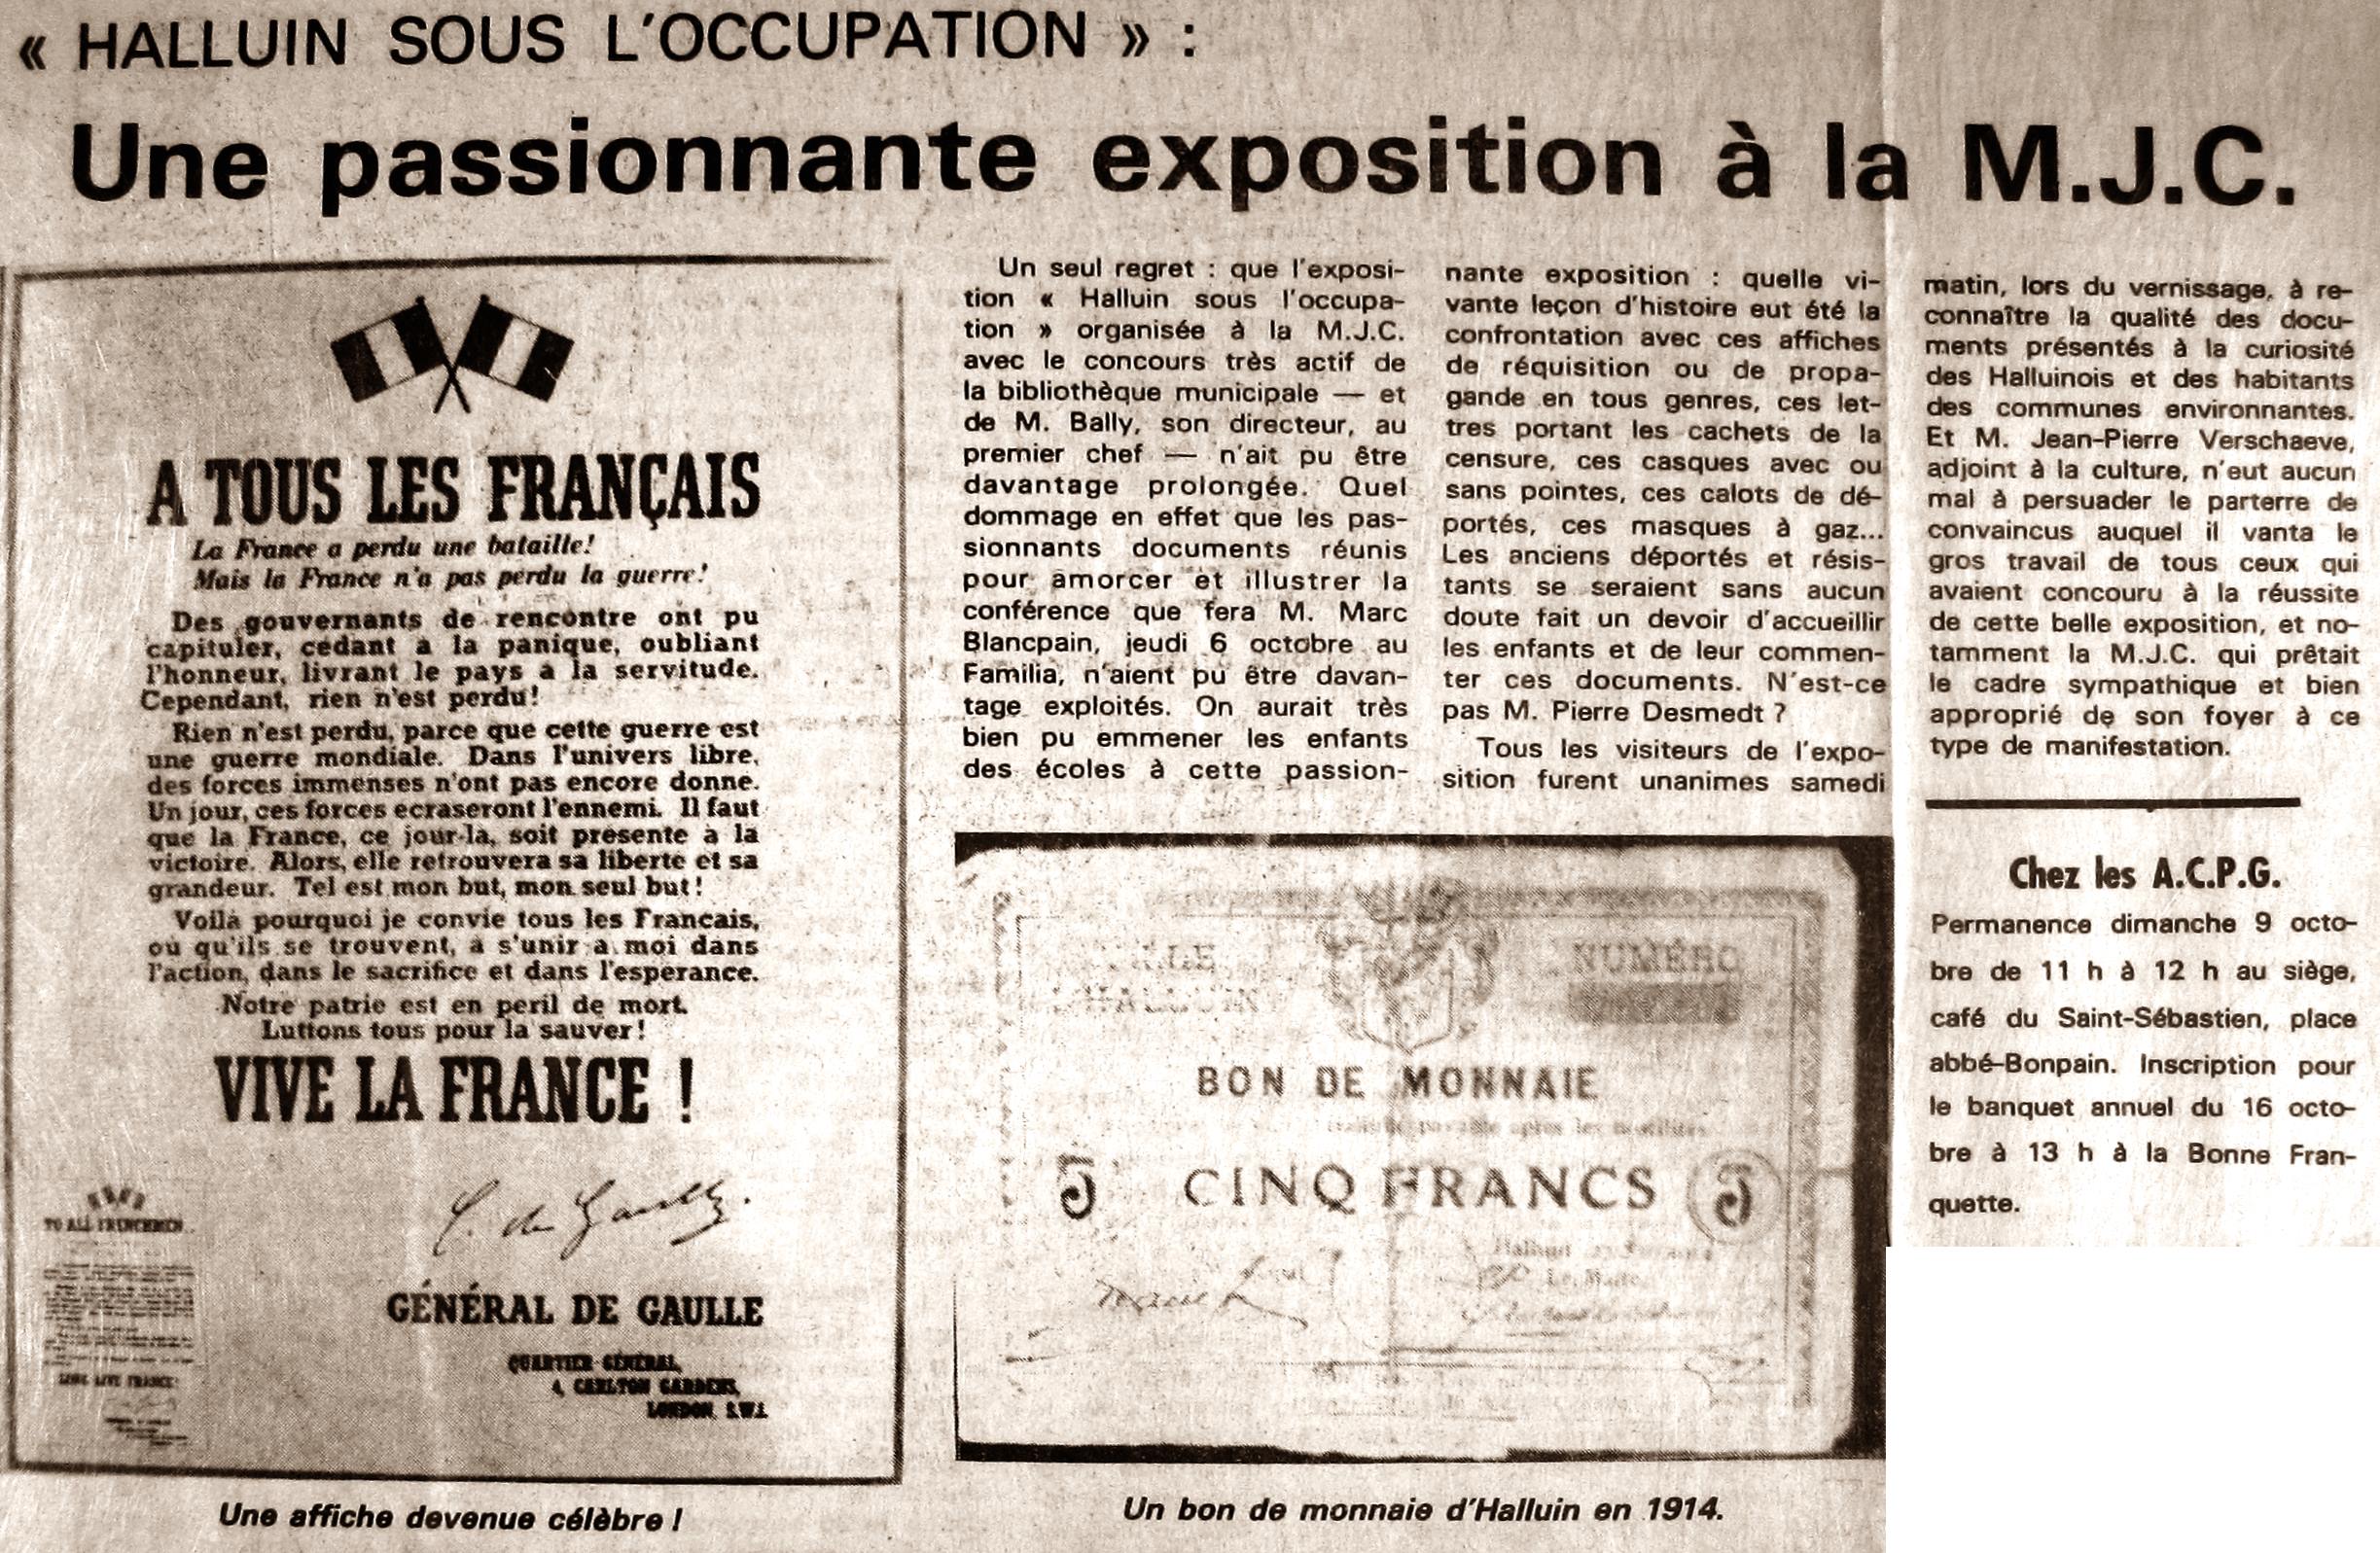 « HALLUIN SOUS L'OCCUPATION » :
Une passionnante exposition à la M.J.C.
A TOUS LES FRANÇAIS
La France a perdu une bataille!
Mais la France n'a pas perdu la guerre!
Des gouvernants de rencontre ont pu
capituler, cédant à la panique, oubliant
l'honneur, livrant le pays à la servitude.
Cependant, rien n'est perdu!
Rien n'est perdu, parce que cette guerre est
une guerre mondiale. Dans l'univers libre,
des forces immenses n'ont pas encore donne.
Un jour, ces forces ecraseront l'ennemi. Il faut
que la France, ce jour-là, soit presente à la
victoire. Alors, elle retrouvera sa liberte et sa
grandeur. Tel est mon but, mon seul but!
Voilà pourquoi je convie tous les Francais,
où qu'ils se trouvent, à s'unir a moi dans
l'action, dans le sacrifice et dans l'esperance.
Notre patrie est en peril de mort.
Luttons tous pour la sauver!
VIVE LA FRANCE !
C. de Gaulle.
GÉNÉRAL DE GAULLE
QUARTIER-GÉNÉRAL,
4, CARLTON GARDENS,
LONDON, S.W.1.
TO ALL FRENCHMEN
LONG LIVE FRANCE!
Une affiche devenue célèbre !
Un seul regret : que l'exposi-
tion « Halluin sous l'occupa-
tion » organisée à la M.J.C.
avec le concours très actif de
la bibliothèque municipale — et
de M. Bally, son directeur, au
premier chef — n'ait pu être
davantage prolongée. Quel
dommage en effet que les pas-
sionnants documents réunis
pour amorcer et illustrer la
conférence que fera M. Marc
Blancpain, jeudi 6 octobre au
Familia, n'aient pu être davan-
tage exploités. On aurait très
bien pu emmener les enfants
des écoles à cette passion-
nante exposition : quelle vi-
vante leçon d'histoire eut été la
confrontation avec ces affiches
de réquisition ou de propa-
gande en tous genres, ces let-
tres portant les cachets de la
censure, ces casques avec ou
sans pointes, ces calots de dé-
portés, ces masques à gaz...
Les anciens déportés et résis-
tants se seraient sans aucun
doute fait un devoir d'accueillir
les enfants et de leur commen-
ter ces documents. N'est-ce
pas M. Pierre Desmedt ?
Tous les visiteurs de l'expo-
sition furent unanimes samedi
matin, lors du vernissage, à re-
connaître la qualité des docu-
ments présentés à la curiosité
des Halluinois et des habitants
des communes environnantes.
Et M. Jean-Pierre Verschaeve,
adjoint à la culture, n'eut aucun
mal à persuader le parterre de
convaincus auquel il vanta le
gros travail de tous ceux qui
avaient concouru à la réussite
de cette belle exposition, et no-
tamment la M.J.C. qui prêtait
le cadre sympathique et bien
approprié de son foyer à ce
type de manifestation.
VILLE
D'HALLUIN
NUMÉRO
BON DE MONNAIE
payable après les hostilités
5 CINQ FRANCS 5
Halluin
Le Maire
Un bon de monnaie d'Halluin en 1914.
Chez les A.C.P.G.
Permanence dimanche 9 octo-
bre de 11 h à 12 h au siège,
café du Saint-Sébastien, place
abbé-Bonpain. Inscription pour
le banquet annuel du 16 octo-
bre à 13 h à la Bonne Fran-
quette.